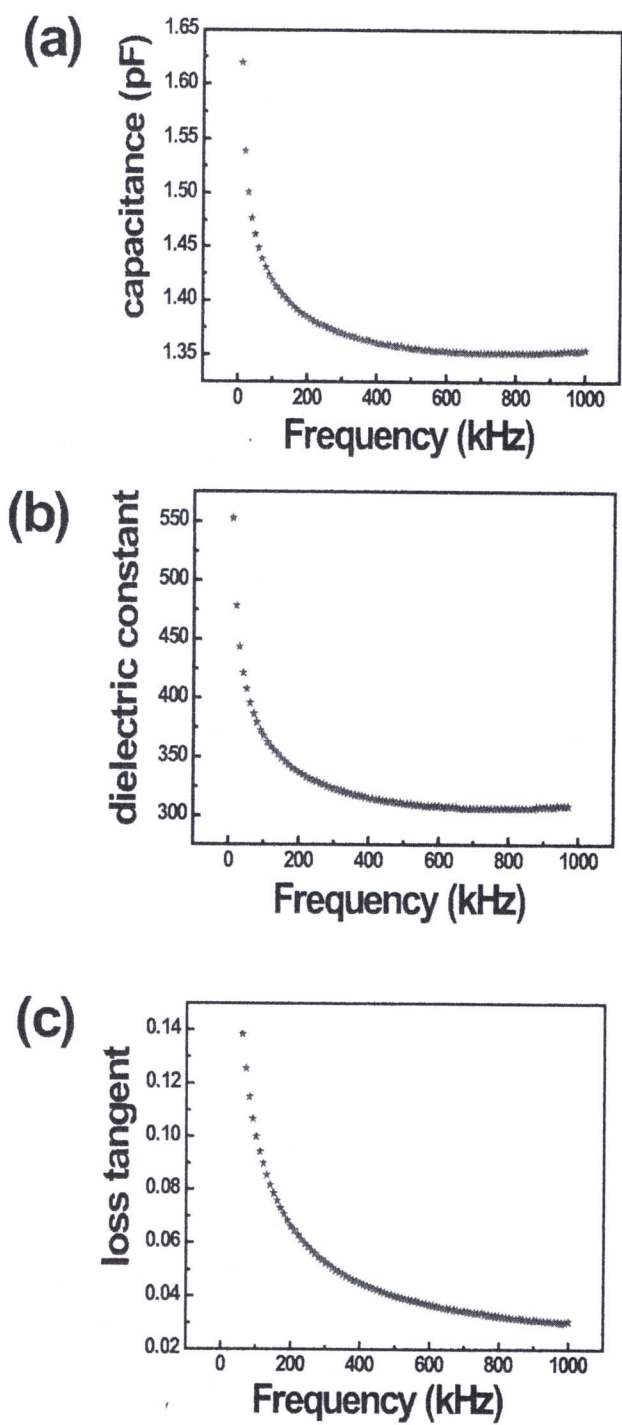 (a)
capacitance (pF)
1.65
1.60
1.55
1.50
1.45
1.40
1.35
0 200 400 600 800 1000
Frequency (kHz)
(b)
dielectric constant
550
500
450
400
350
300
0 200 400 600 800 1000
Frequency (kHz)
(c)
loss tangent
0.14
0.12
0.10
0.08
0.06
0.04
0.02
0 200 400 600 800 1000
Frequency (kHz)